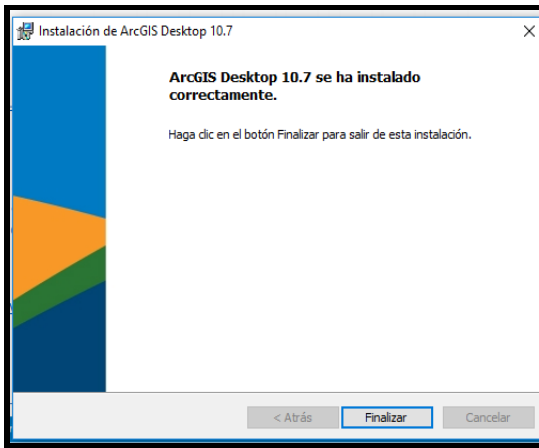 Instalación de ArcGIS Desktop 10.7
ArcGIS Desktop 10.7 se ha instalado
correctamente.
Haga clic en el botón Finalizar para salir de esta instalación.
< Atrás
Finalizar
Cancelar